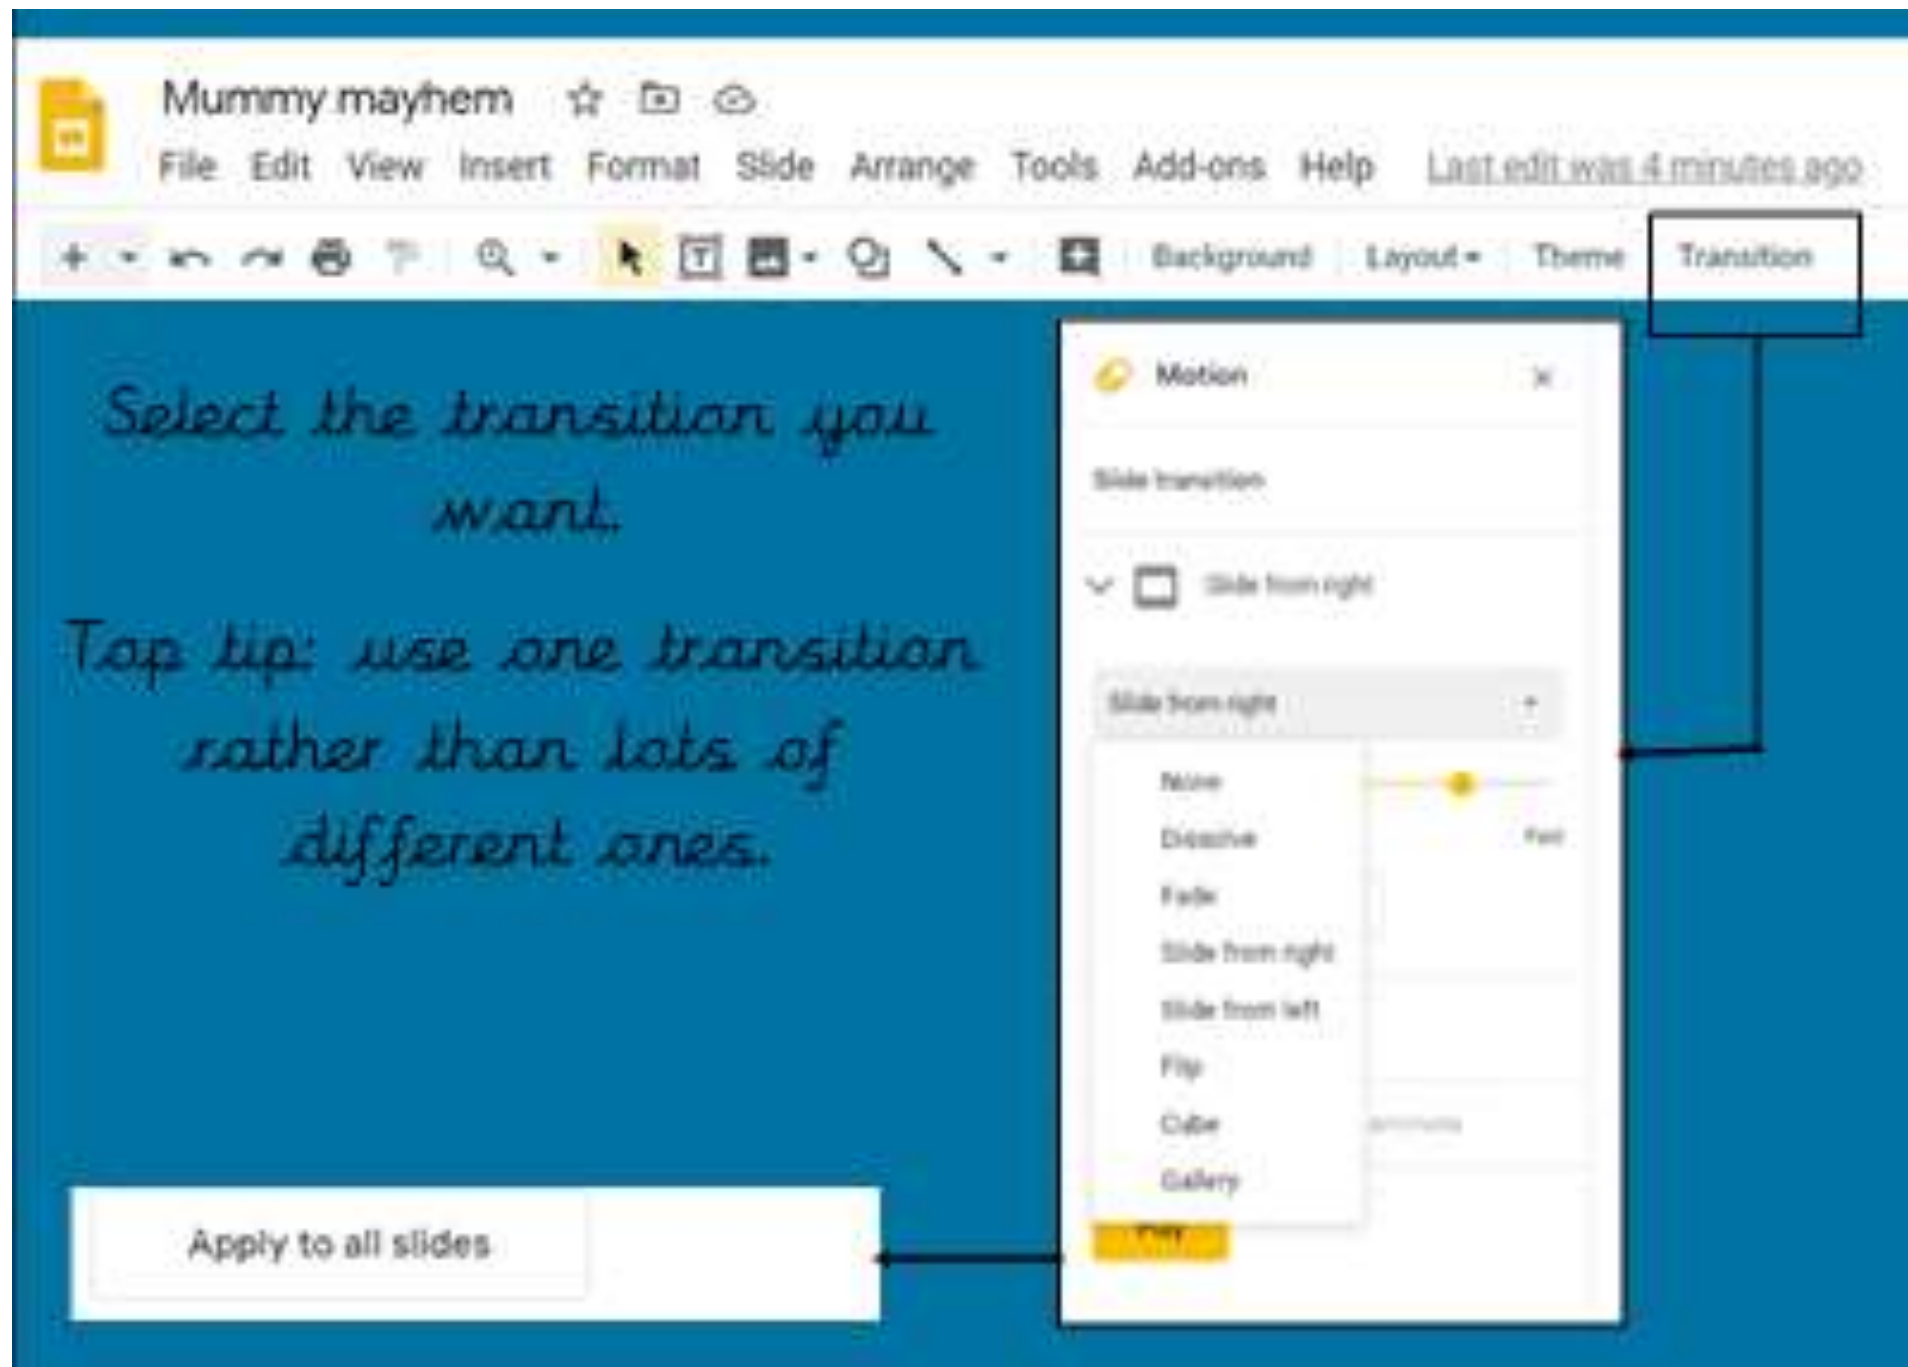 Mummy mayhem
File Edit View Insert Format Slide Arrange Tools Add-ons Help Last edit was 4 minutes ago
Background Layout Theme Transition
Select the transition you
want.
Top tip: use one transition
rather than lots of
different ones.
Motion
Slide transition
Slide from right
Slide from right
None
Dissolve
Fast
Fade
Slide from right
Slide from left
Flip
Cube
Gallery
Apply to all slides